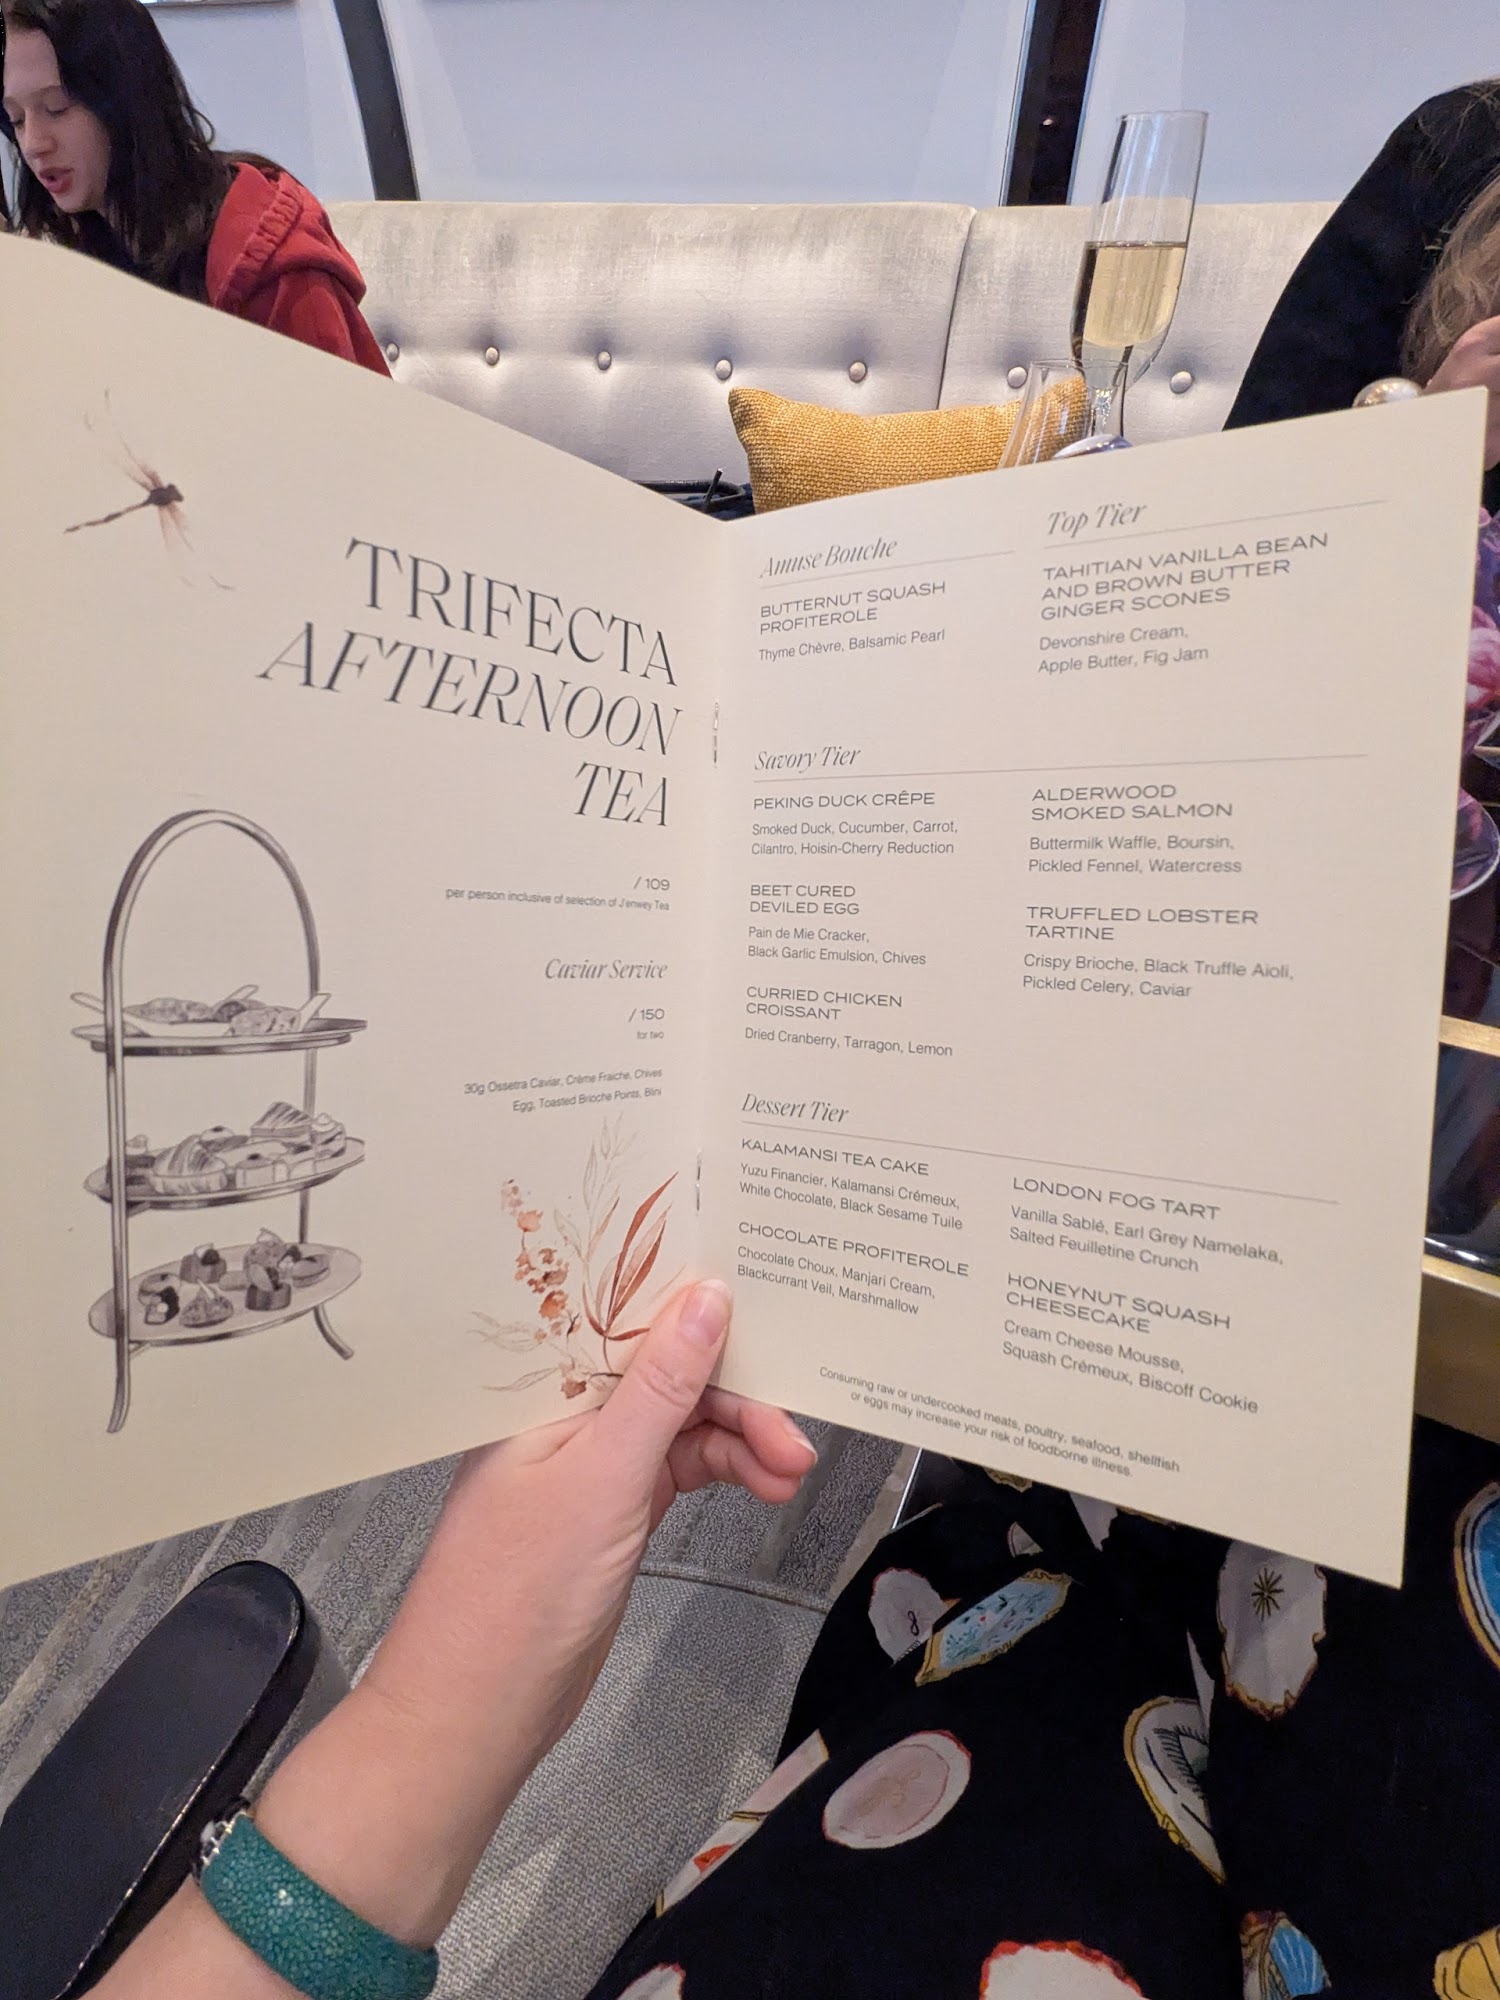 TRIFECTA
AFTERNOON
TEA
/ 109
per person inclusive of selection of J'enwey Tea
Caviar Service
/ 150
for two
30g Ossetra Caviar, Crème Fraiche, Chives
Egg, Toasted Brioche Points, Blini
Amuse Bouche
BUTTERNUT SQUASH
PROFITEROLE
Thyme Chèvre, Balsamic Pearl
Top Tier
TAHITIAN VANILLA BEAN
AND BROWN BUTTER
GINGER SCONES
Devonshire Cream,
Apple Butter, Fig Jam
Savory Tier
PEKING DUCK CRÊPE
Smoked Duck, Cucumber, Carrot,
Cilantro, Hoisin-Cherry Reduction
BEET CURED
DEVILED EGG
Pain de Mie Cracker,
Black Garlic Emulsion, Chives
CURRIED CHICKEN
CROISSANT
Dried Cranberry, Tarragon, Lemon
ALDERWOOD
SMOKED SALMON
Buttermilk Waffle, Boursin,
Pickled Fennel, Watercress
TRUFFLED LOBSTER
TARTINE
Crispy Brioche, Black Truffle Aioli,
Pickled Celery, Caviar
Dessert Tier
KALAMANSI TEA CAKE
Yuzu Financier, Kalamansi Crémeux,
White Chocolate, Black Sesame Tuile
CHOCOLATE PROFITEROLE
Chocolate Choux, Manjari Cream,
Blackcurrant Veil, Marshmallow
LONDON FOG TART
Vanilla Sablé, Earl Grey Namelaka,
Salted Feuilletine Crunch
HONEYNUT SQUASH
CHEESECAKE
Cream Cheese Mousse,
Squash Crémeux, Biscoff Cookie
Consuming raw or undercooked meats, poultry, seafood, shellfish
or eggs may increase your risk of foodborne illness.